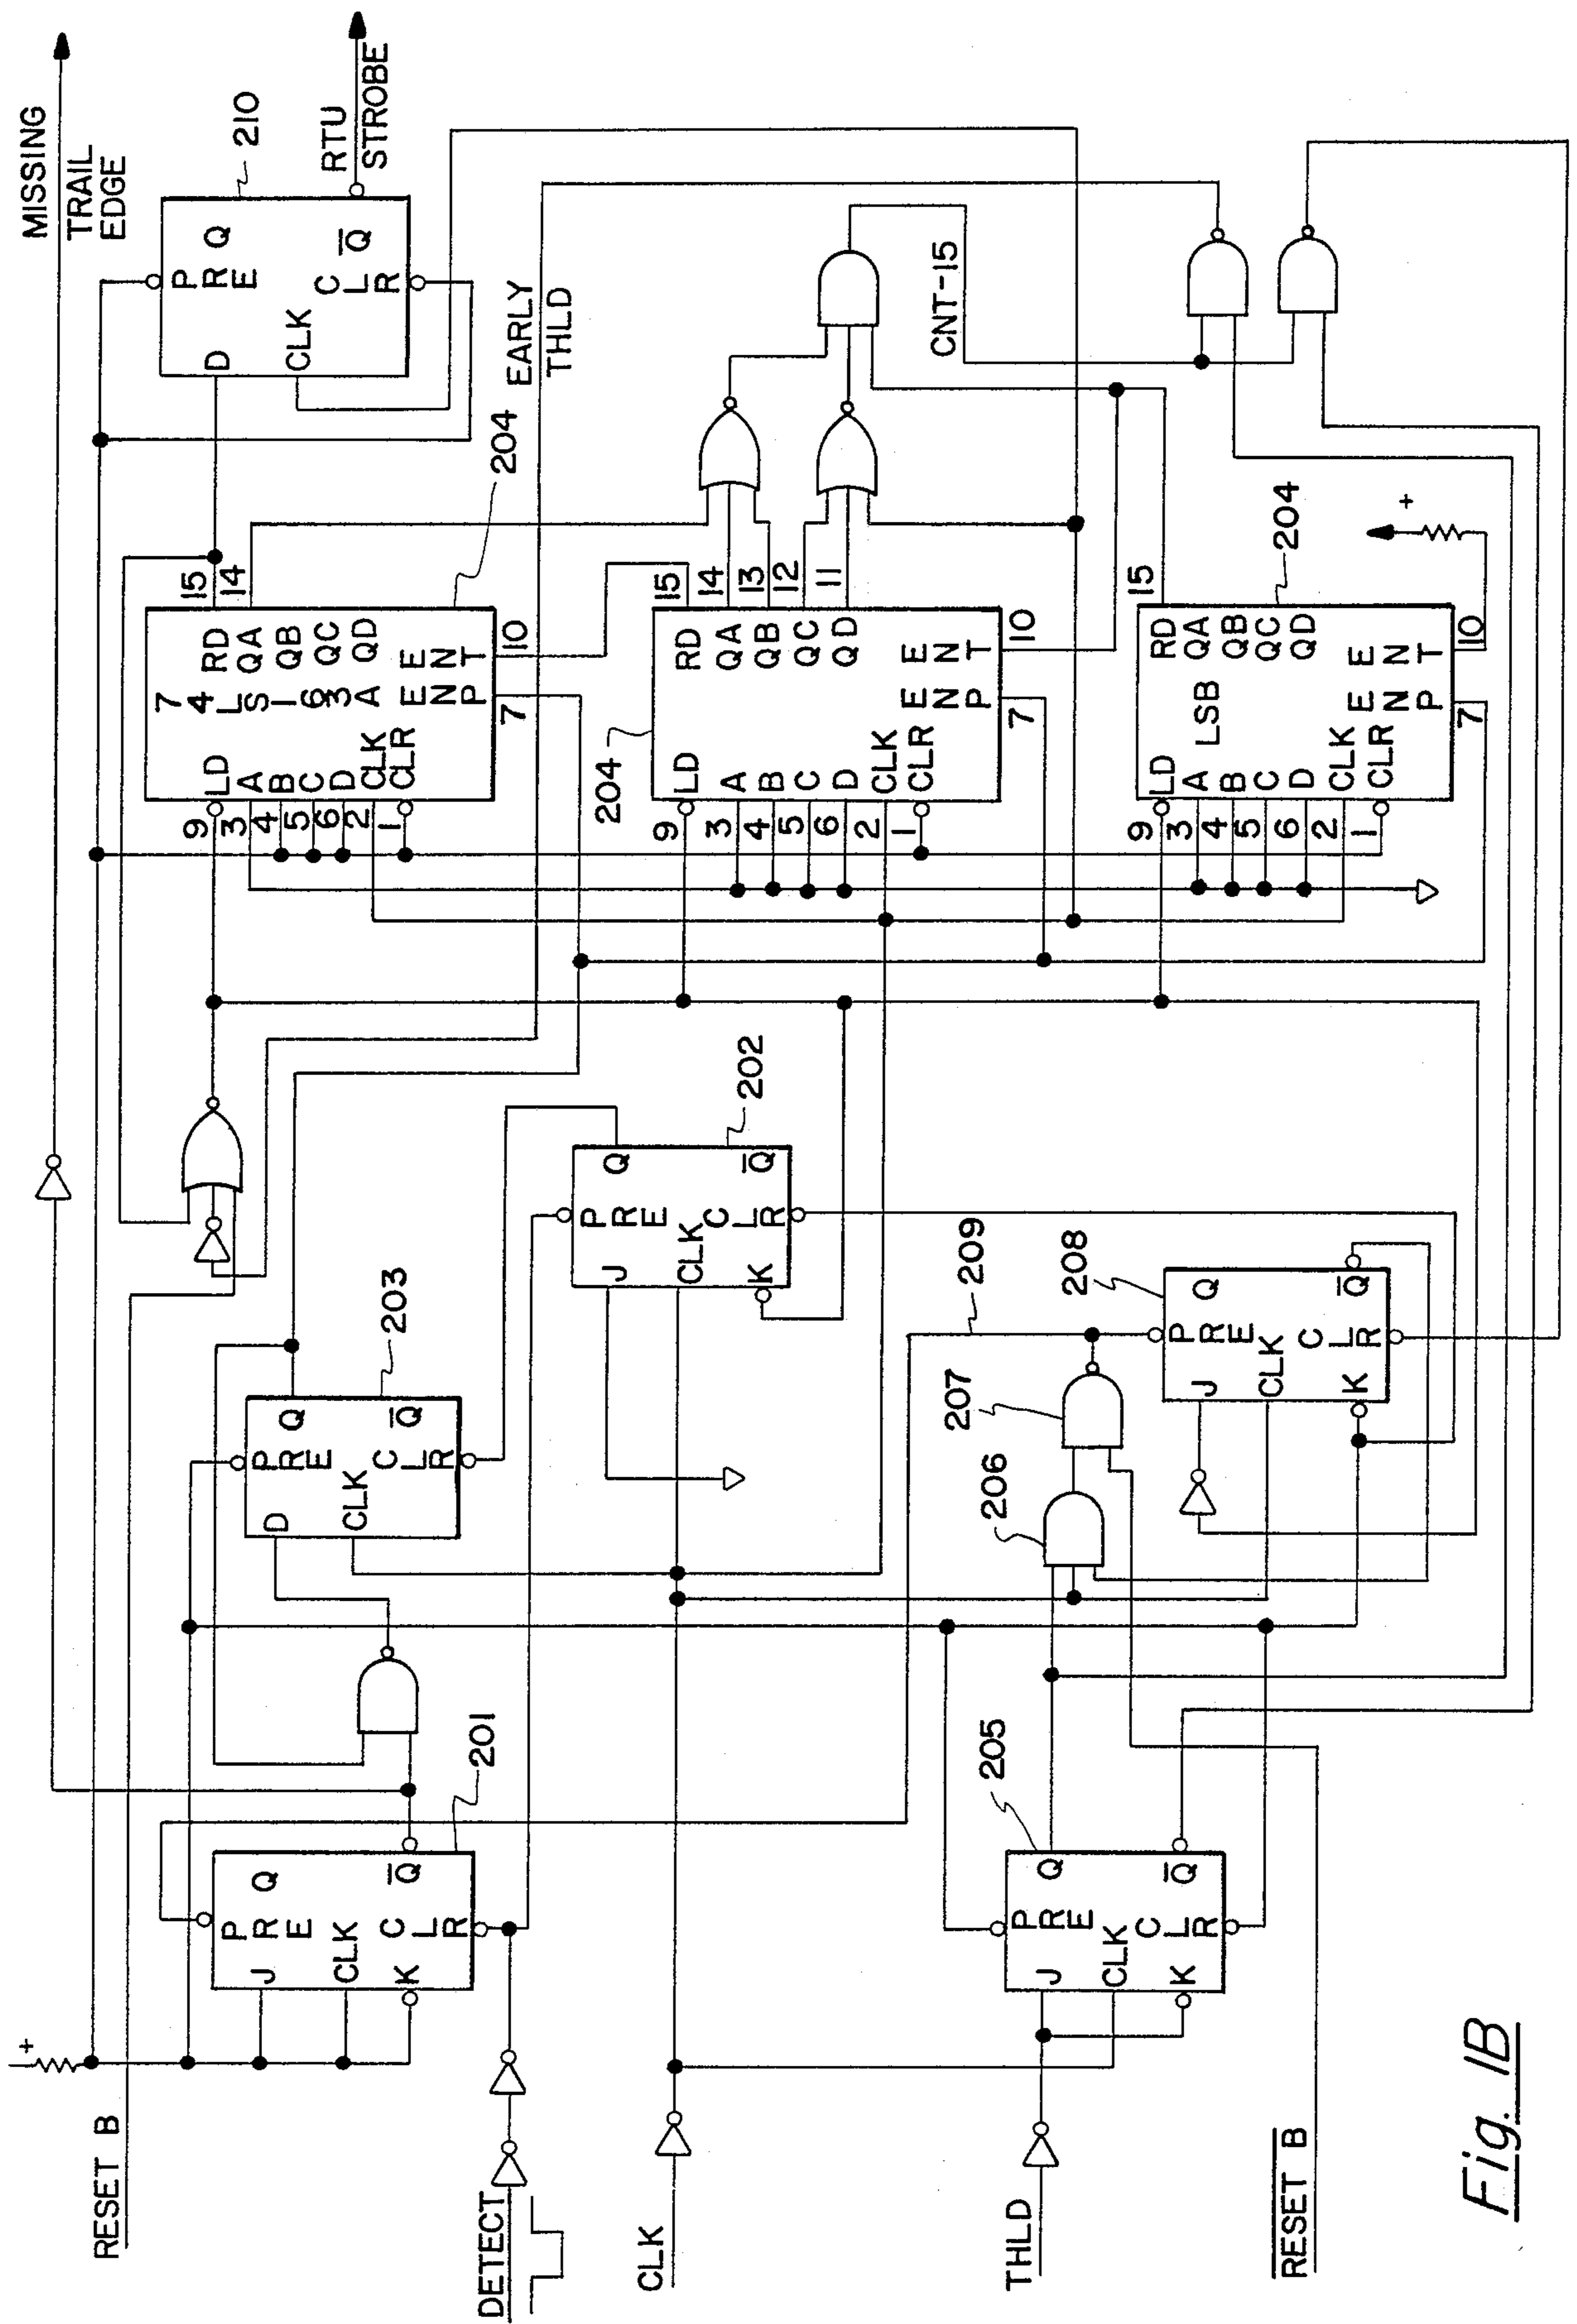 MISSING
TRAIL
EDGE
RTU
STROBE
210
D
P
R
E
Q
CLK
C
L
R
Q̅
EARLY
THLD
204
15
14
LD
A
B
C
D
CLK
CLR
7
4
L
S
1
6
3
A
RD
QA
QB
QC
QD
E
N
P
E
N
T
9
3
4
5
6
2
1
7
10
204
15
14
13
12
11
LD
A
B
C
D
CLK
CLR
RD
QA
QB
QC
QD
E
N
P
E
N
T
9
3
4
5
6
2
1
7
10
CNT-15
204
15
LD
A
B
C
D
CLK
CLR
LSB
RD
QA
QB
QC
QD
E
N
P
E
N
T
9
3
4
5
6
2
1
7
10
+
203
D
P
R
E
Q
CLK
C
L
R
Q̅
202
J
P
R
E
Q
CLK
K
C
L
R
Q̅
209
208
J
P
R
E
Q
CLK
K
C
L
R
Q̅
207
206
201
J
P
R
E
Q
CLK
K
C
L
R
Q̅
205
J
P
R
E
Q
CLK
K
C
L
R
Q̅
+
RESET B
DETECT
CLK
THLD
R̅E̅S̅E̅T̅ B̅
Fig. 1B